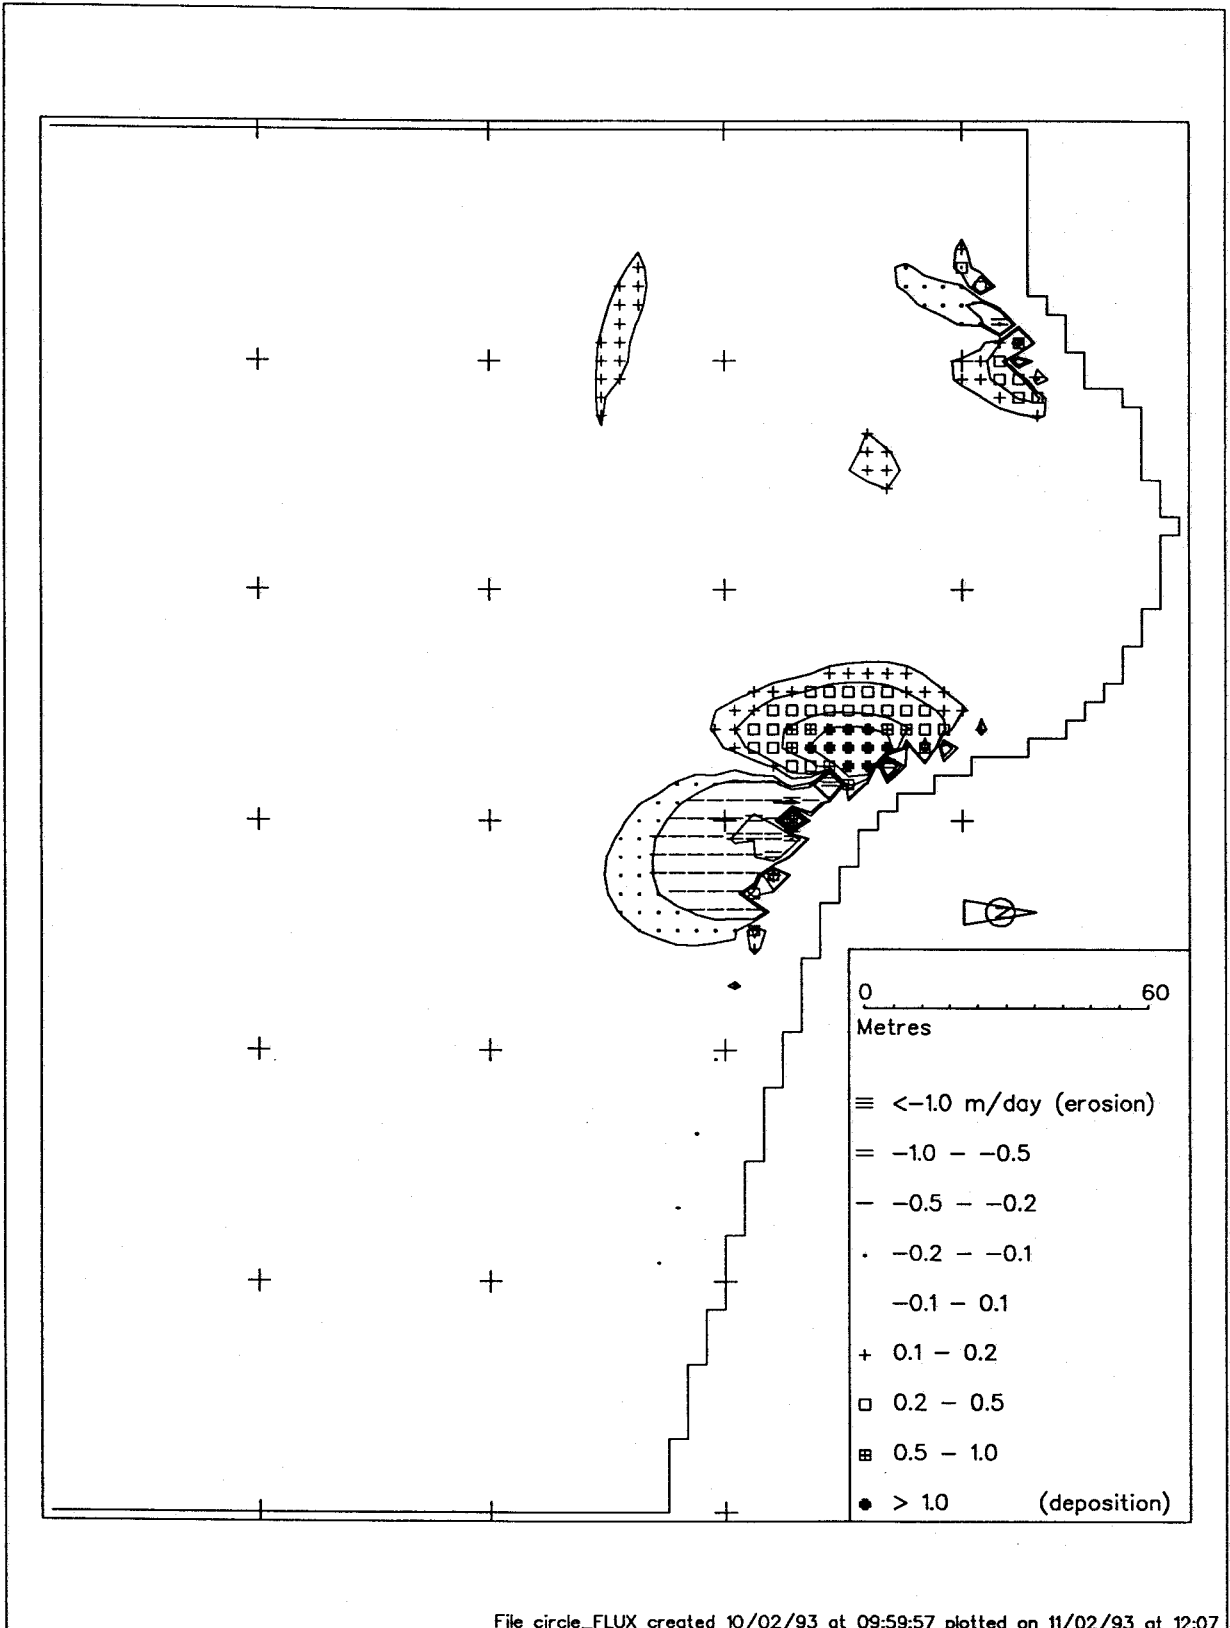 N
0 60
Metres
<-1.0 m/day (erosion)
-1.0 - -0.5
-0.5 - -0.2
-0.2 - -0.1
-0.1 - 0.1
0.1 - 0.2
0.2 - 0.5
0.5 - 1.0
> 1.0 (deposition)
File circle_FLUX created 10/02/93 at 09:59:57 plotted on 11/02/93 at 12:07